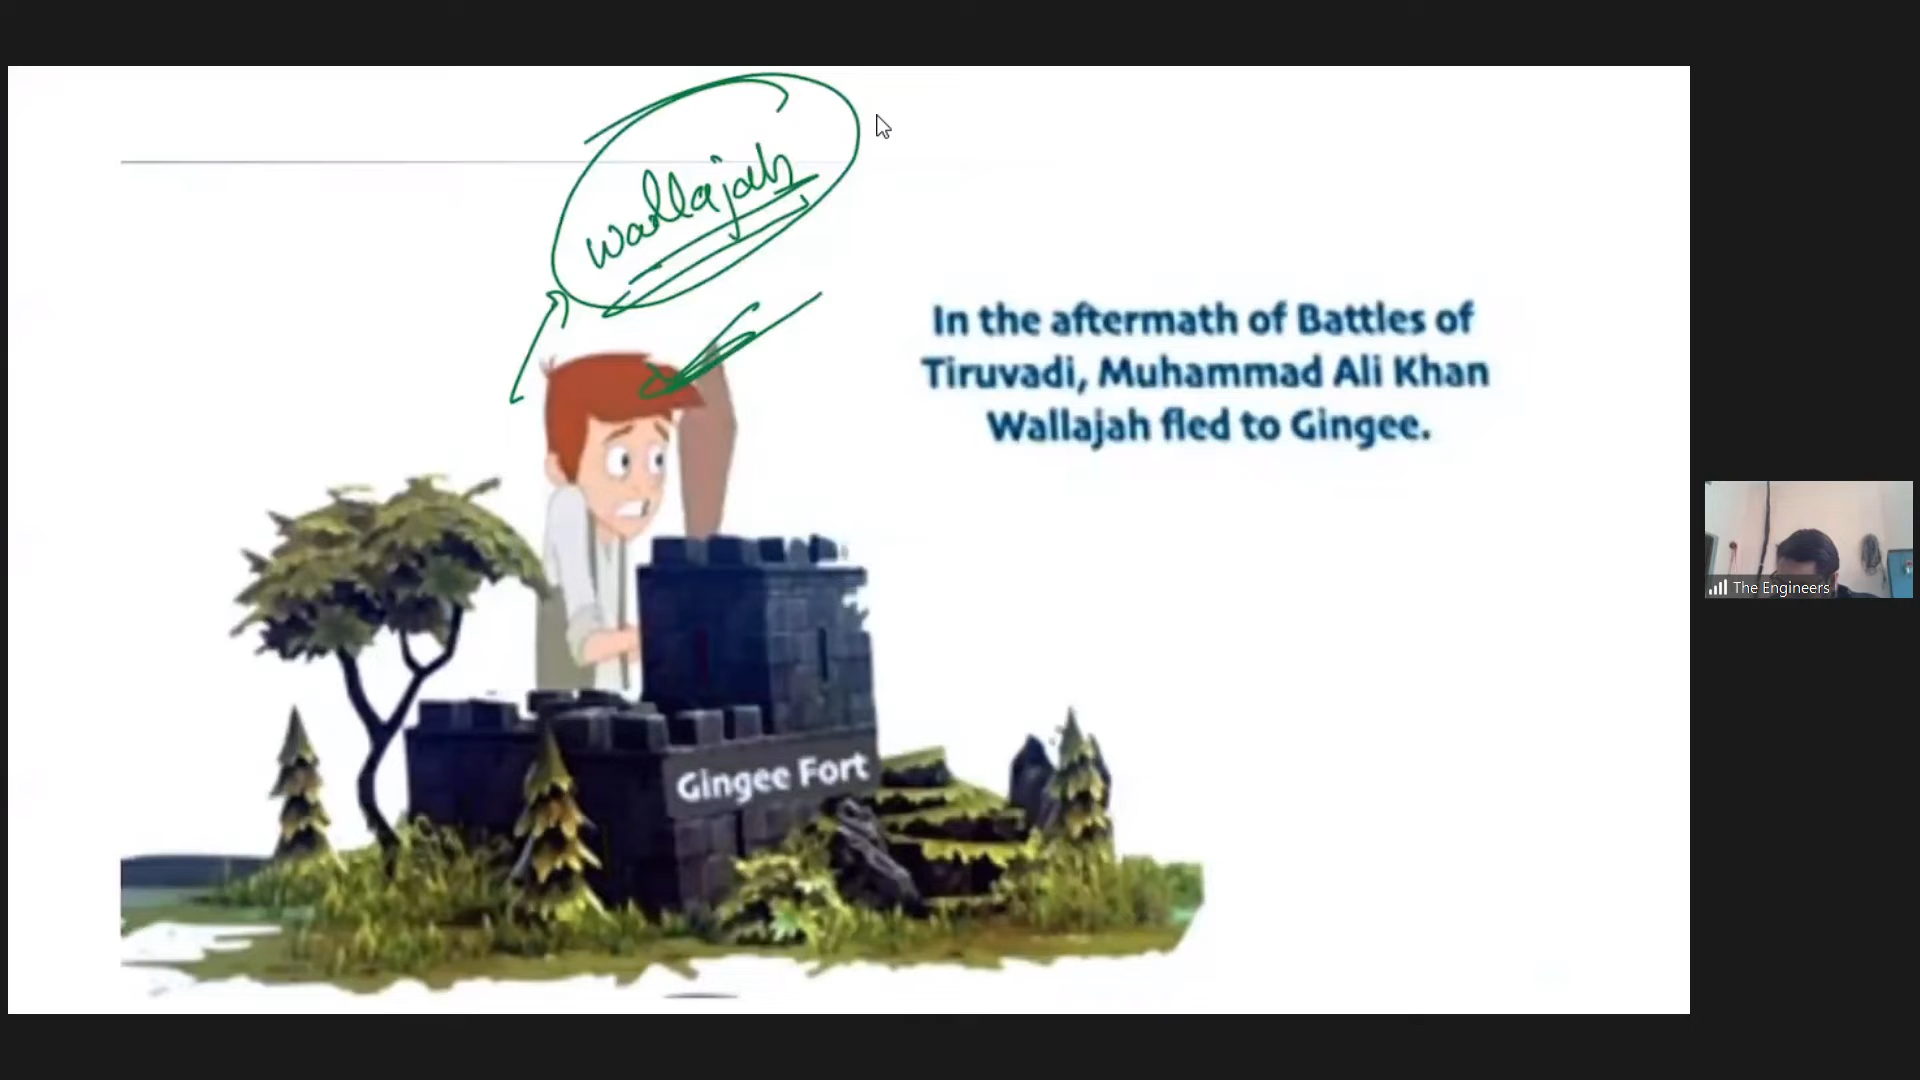 wallajah
In the aftermath of Battles of
Tiruvadi, Muhammad Ali Khan
Wallajah fled to Gingee.
Gingee Fort
The Engineers